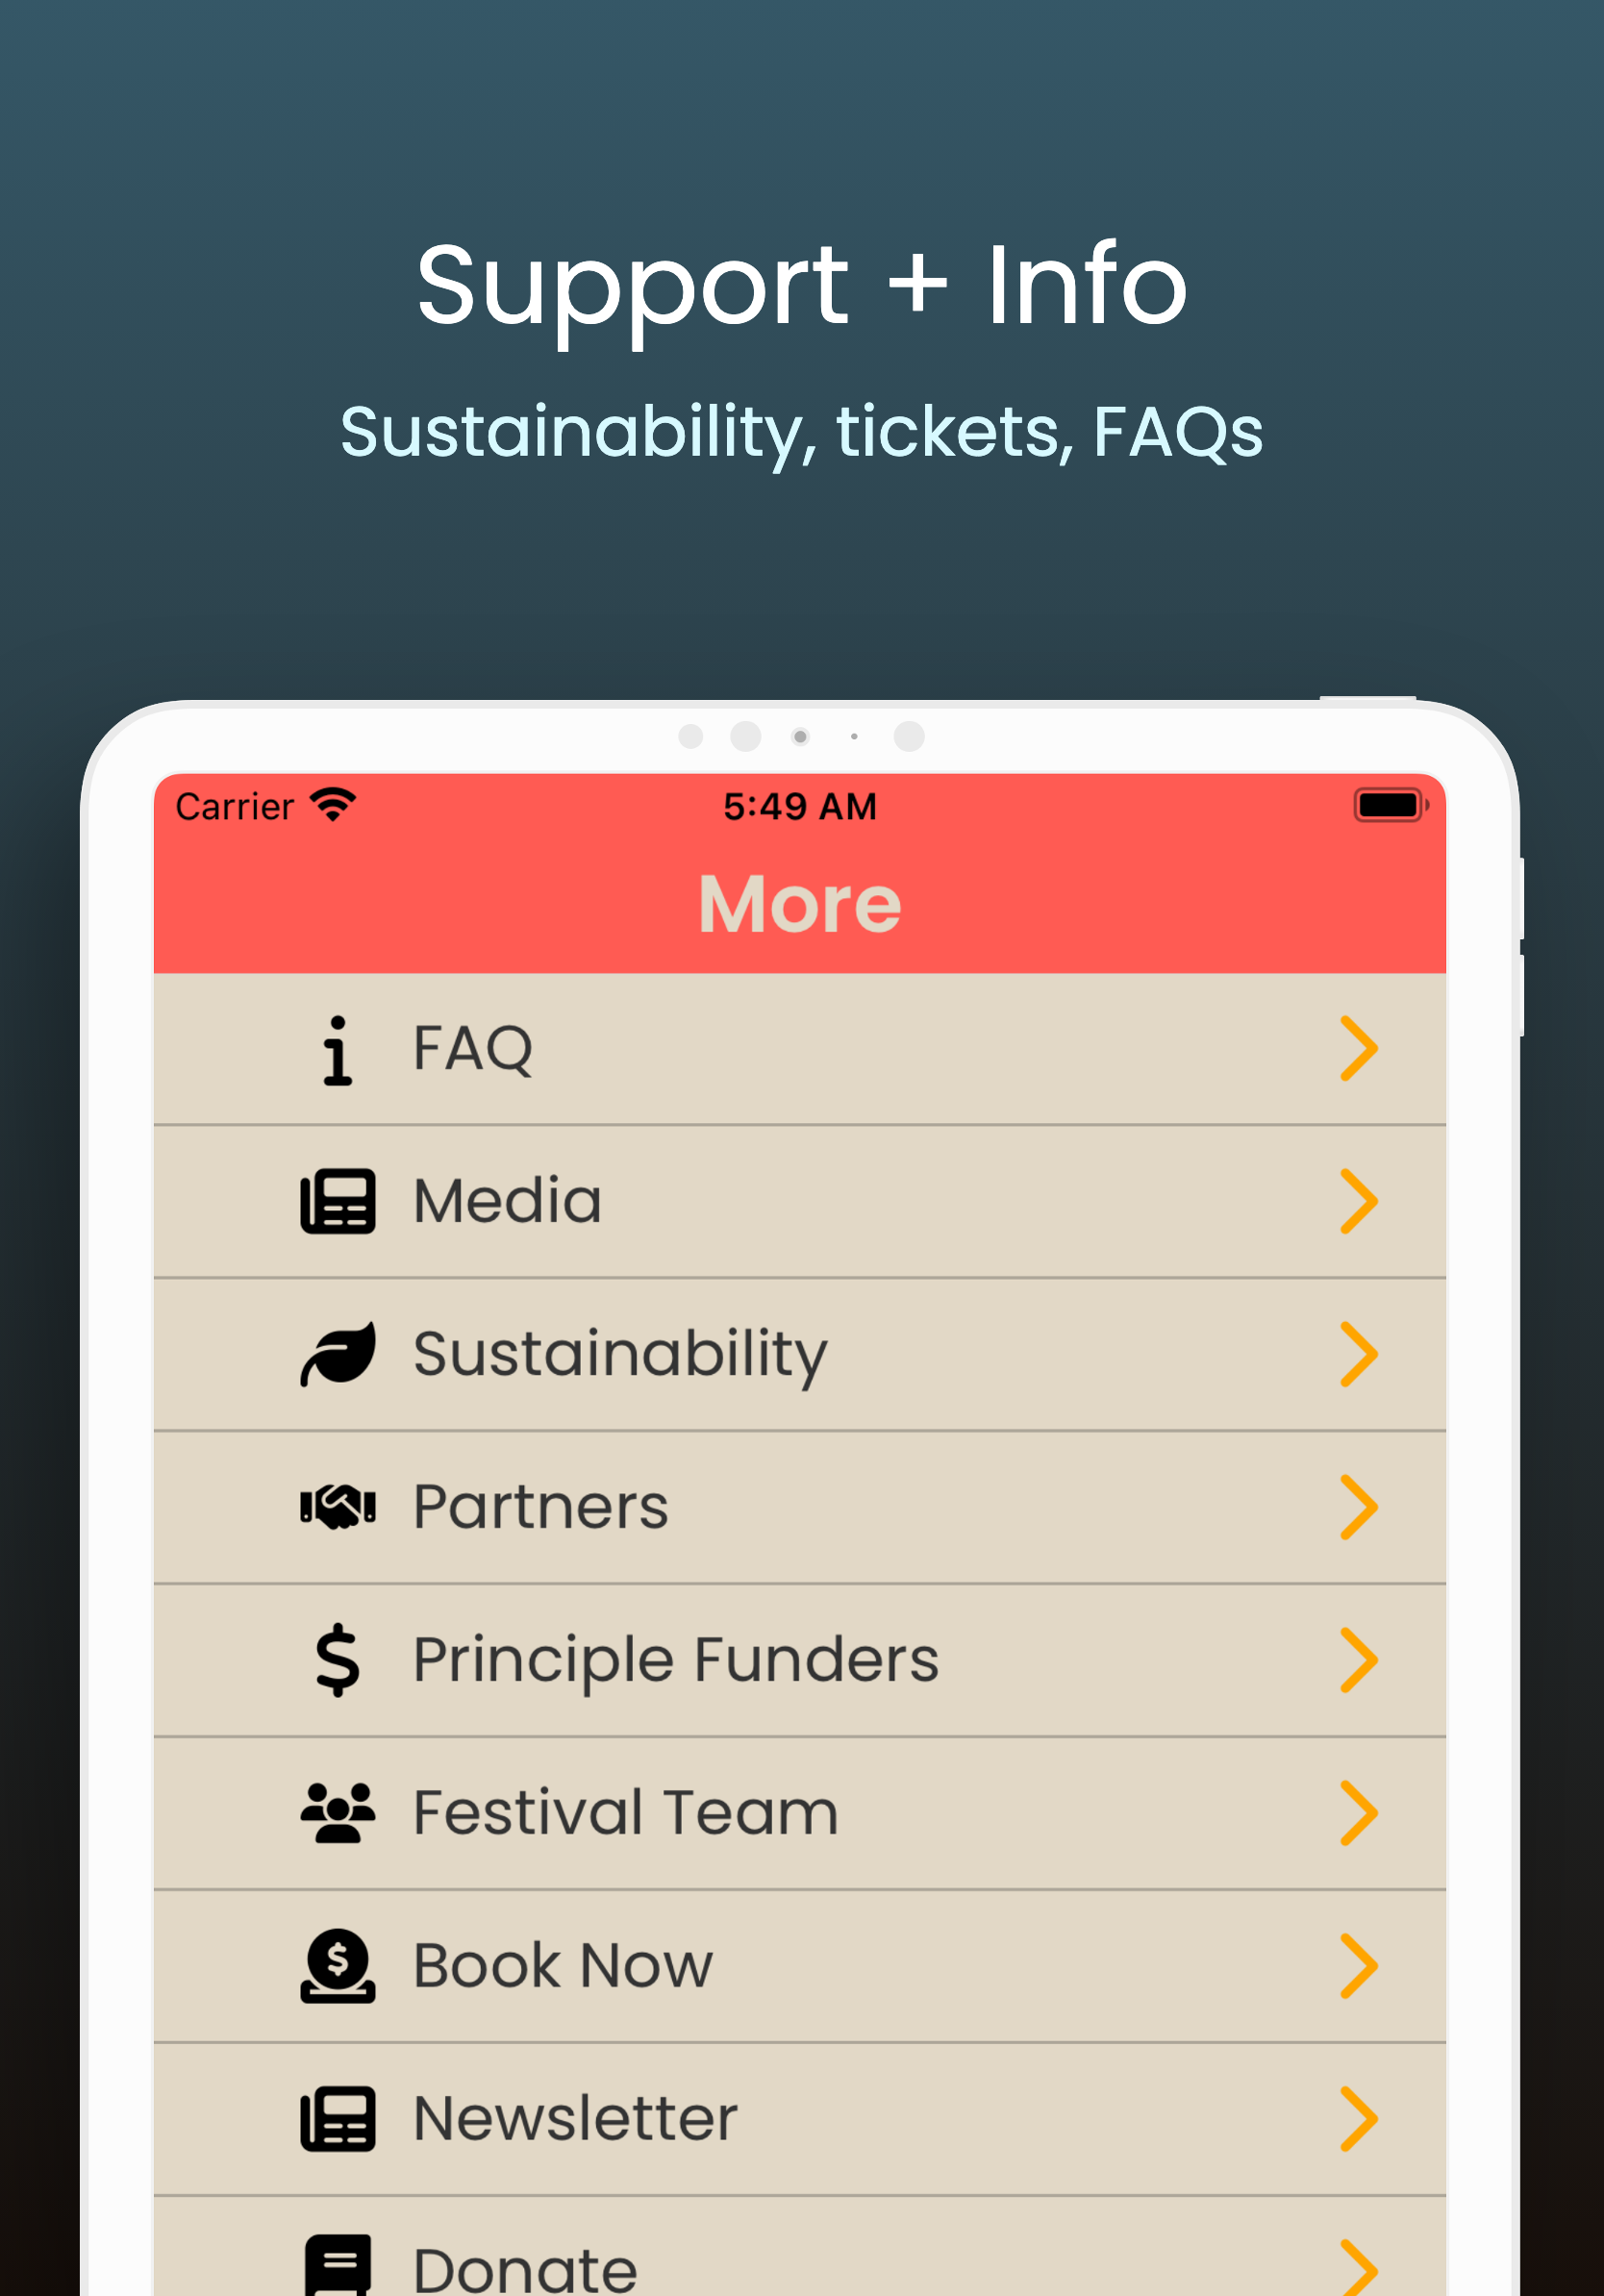 Support + Info
Sustainability, tickets, FAQs
Carrier 5:49 AM
More
FAQ
Media
Sustainability
Partners
Principle Funders
Festival Team
Book Now
Newsletter
Donate